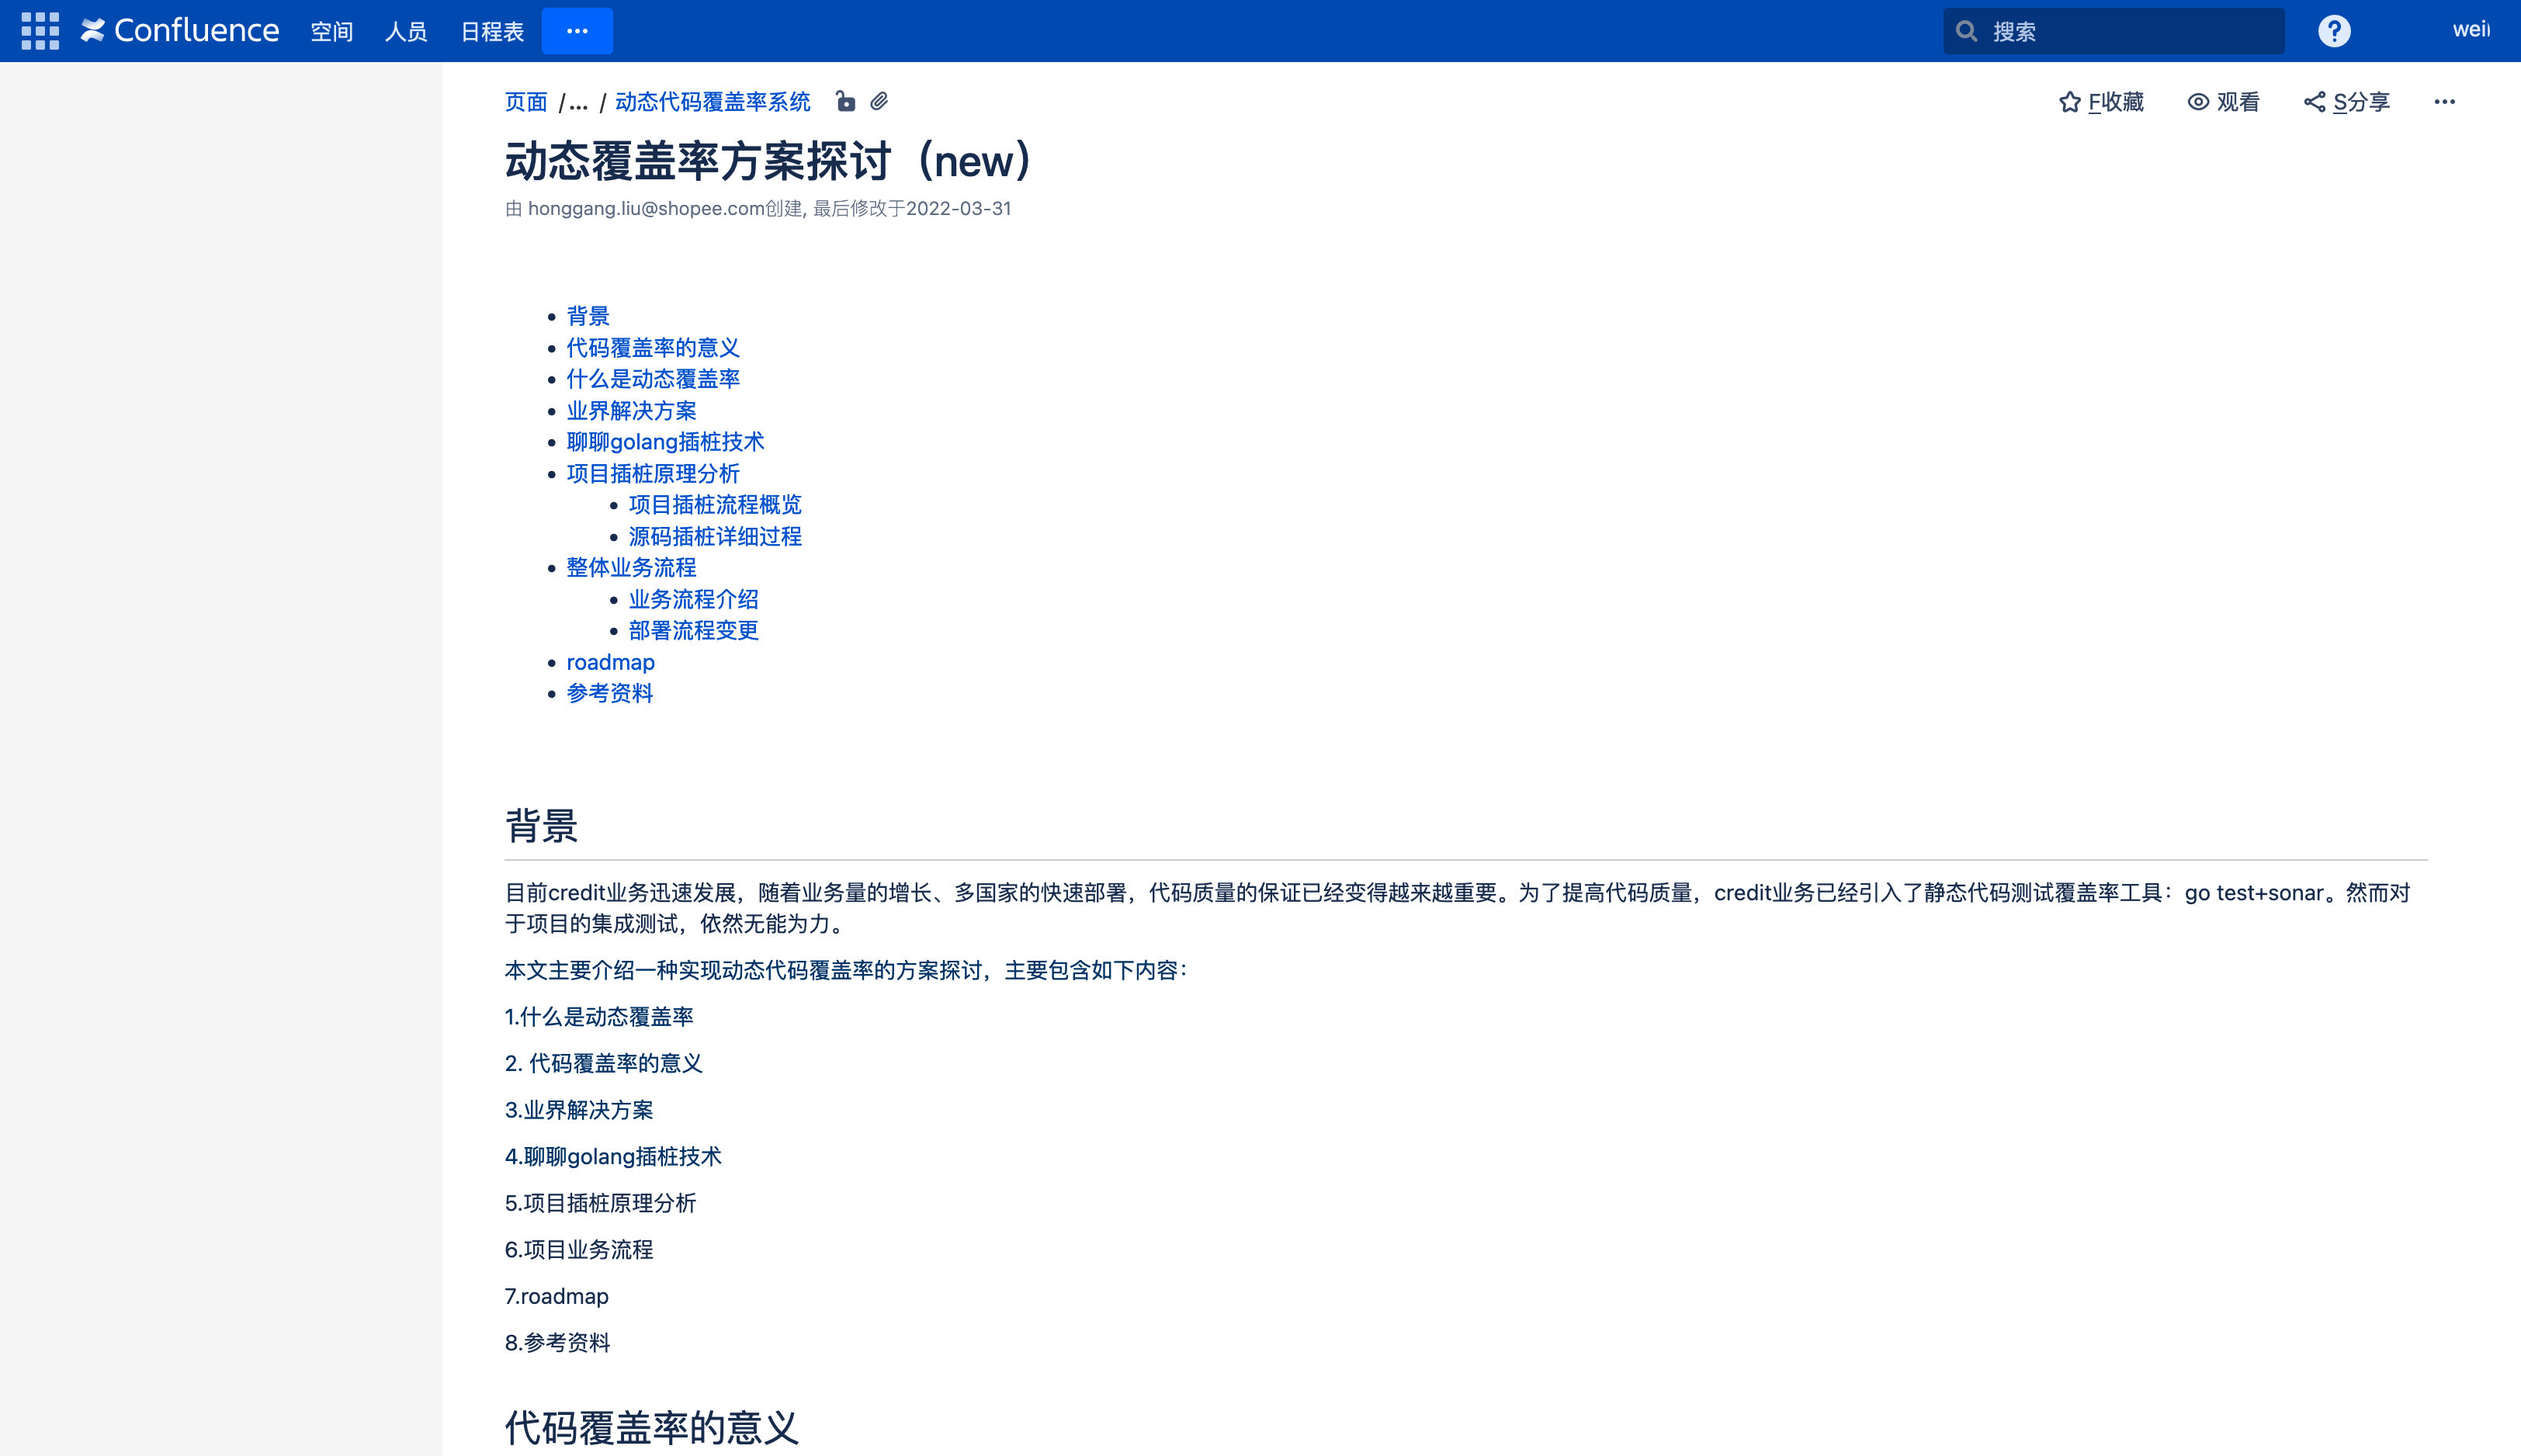 Confluence 空间 人员 日程表 ··· 搜索 ? wei
页面 /... / 动态代码覆盖率系统 F收藏 观看 S分享 ···
动态覆盖率方案探讨（new）
由 honggang.liu@shopee.com创建, 最后修改于2022-03-31
• 背景
• 代码覆盖率的意义
• 什么是动态覆盖率
• 业界解决方案
• 聊聊golang插桩技术
• 项目插桩原理分析
• 项目插桩流程概览
• 源码插桩详细过程
• 整体业务流程
• 业务流程介绍
• 部署流程变更
• roadmap
• 参考资料
背景
目前credit业务迅速发展，随着业务量的增长、多国家的快速部署，代码质量的保证已经变得越来越重要。为了提高代码质量，credit业务已经引入了静态代码测试覆盖率工具：go test+sonar。然而对
于项目的集成测试，依然无能为力。
本文主要介绍一种实现动态代码覆盖率的方案探讨，主要包含如下内容：
1.什么是动态覆盖率
2. 代码覆盖率的意义
3.业界解决方案
4.聊聊golang插桩技术
5.项目插桩原理分析
6.项目业务流程
7.roadmap
8.参考资料
代码覆盖率的意义